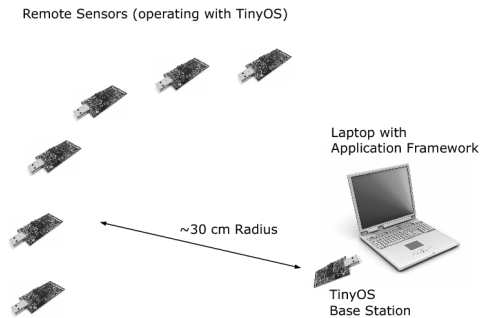 Remote Sensors (operating with TinyOS)
Laptop with
Application Framework
~30 cm Radius
TinyOS
Base Station